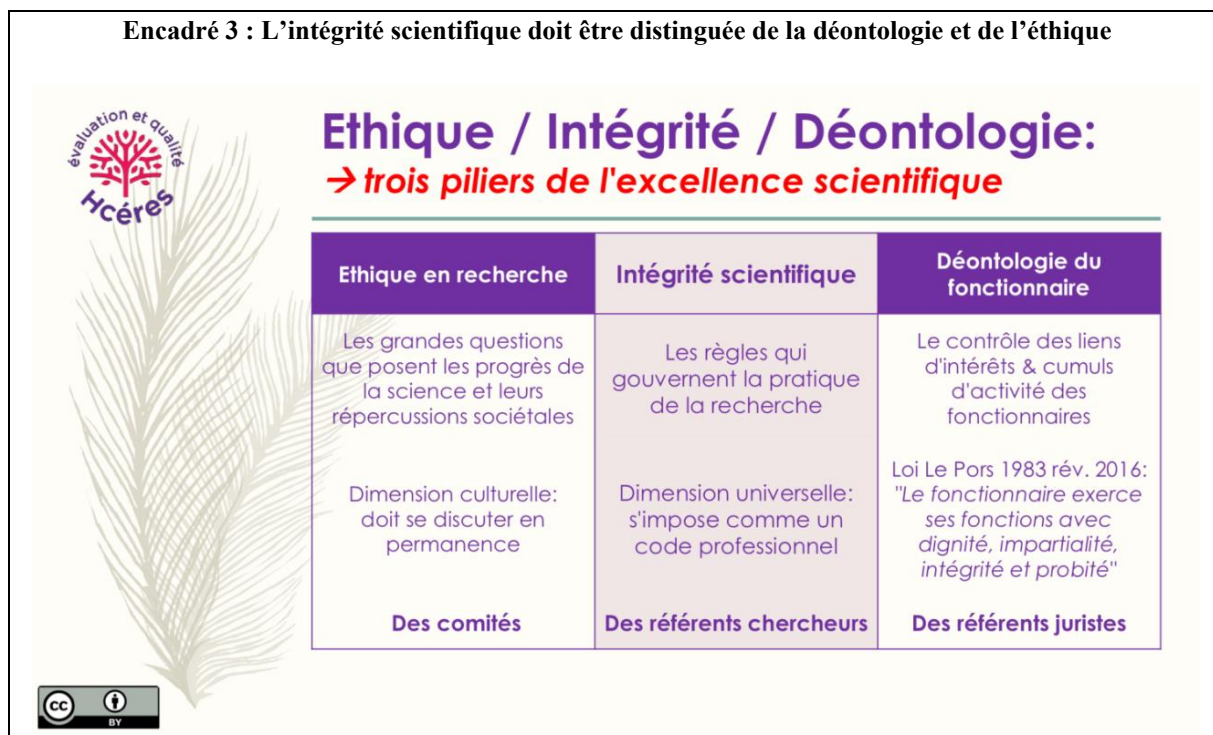 Encadré 3 : L'intégrité scientifique doit être distinguée de la déontologie et de l'éthique
évaluation et qualité
Hcéres
Ethique / Intégrité / Déontologie:
→ trois piliers de l'excellence scientifique
Ethique en recherche
Intégrité scientifique
Déontologie du
fonctionnaire
Les grandes questions
que posent les progrès de
la science et leurs
répercussions sociétales
Les règles qui
gouvernent la pratique
de la recherche
Le contrôle des liens
d'intérêts & cumuls
d'activité des
fonctionnaires
Dimension culturelle:
doit se discuter en
permanence
Dimension universelle:
s'impose comme un
code professionnel
Loi Le Pors 1983 rév. 2016:
"Le fonctionnaire exerce
ses fonctions avec
dignité, impartialité,
intégrité et probité"
Des comités
Des référents chercheurs
Des référents juristes
cc
BY